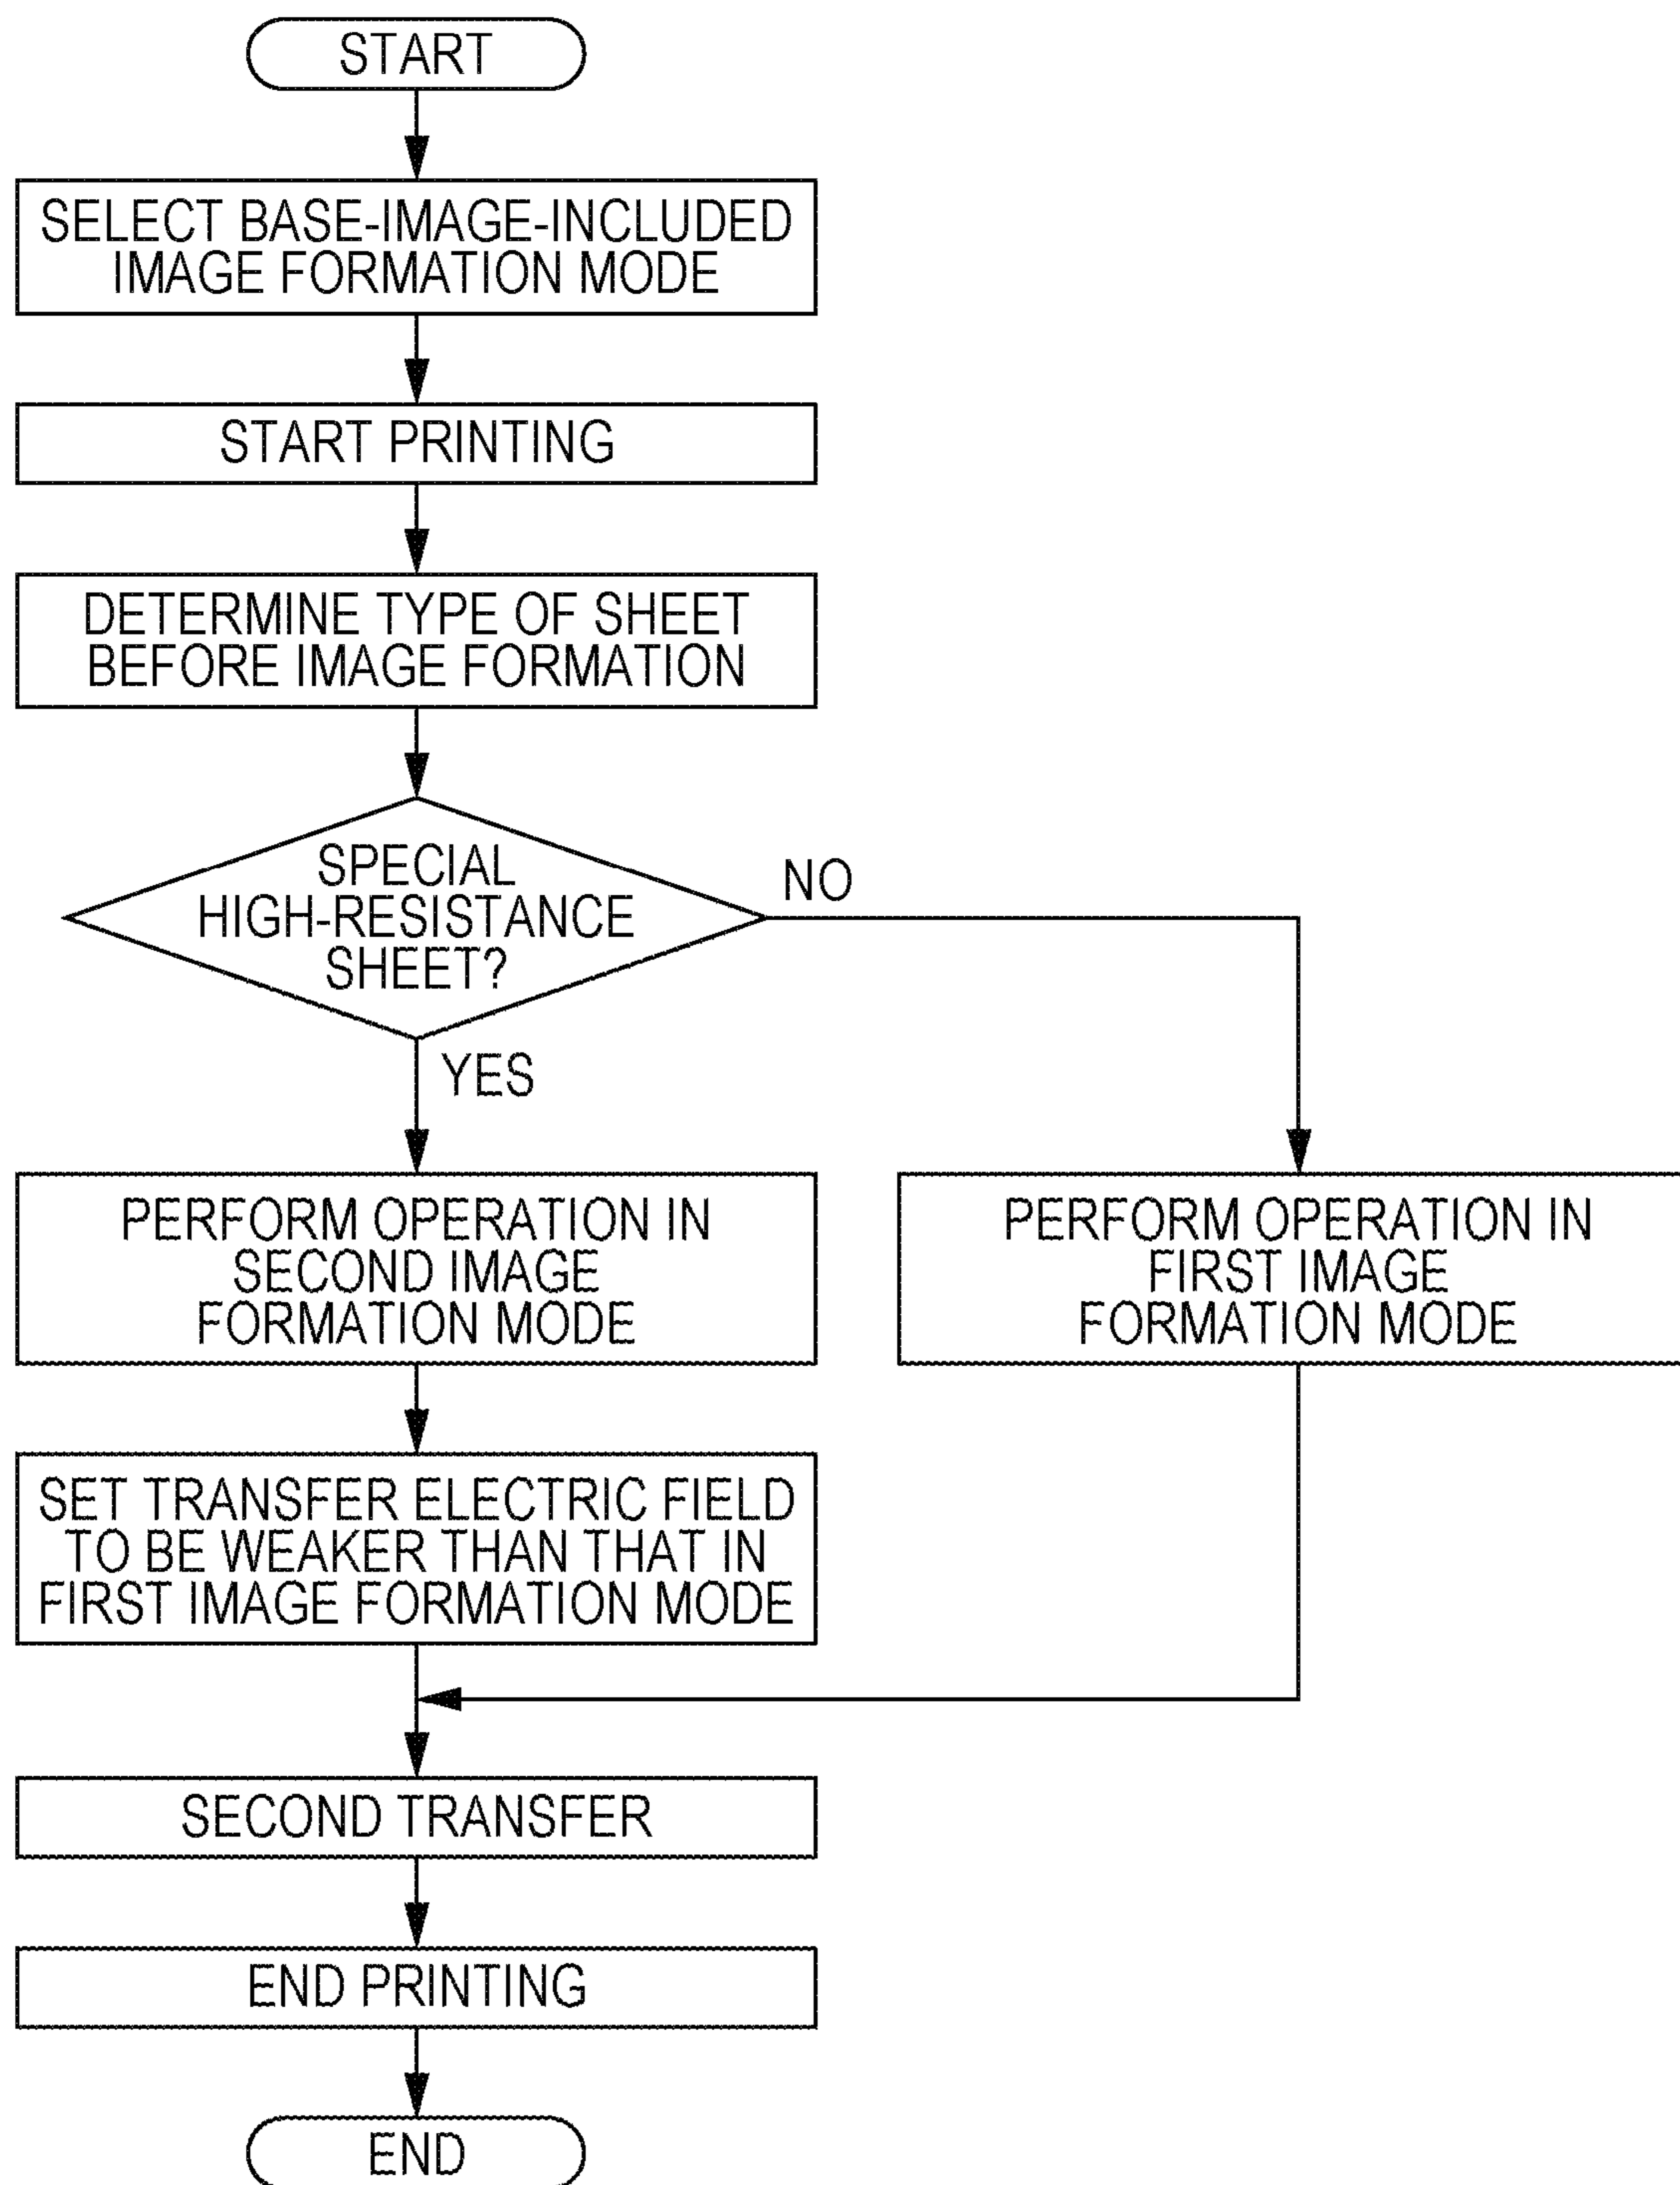 START
SELECT BASE-IMAGE-INCLUDED
IMAGE FORMATION MODE
START PRINTING
DETERMINE TYPE OF SHEET
BEFORE IMAGE FORMATION
SPECIAL
HIGH-RESISTANCE
SHEET?
NO
YES
PERFORM OPERATION IN
SECOND IMAGE
FORMATION MODE
PERFORM OPERATION IN
FIRST IMAGE
FORMATION MODE
SET TRANSFER ELECTRIC FIELD
TO BE WEAKER THAN THAT IN
FIRST IMAGE FORMATION MODE
SECOND TRANSFER
END PRINTING
END